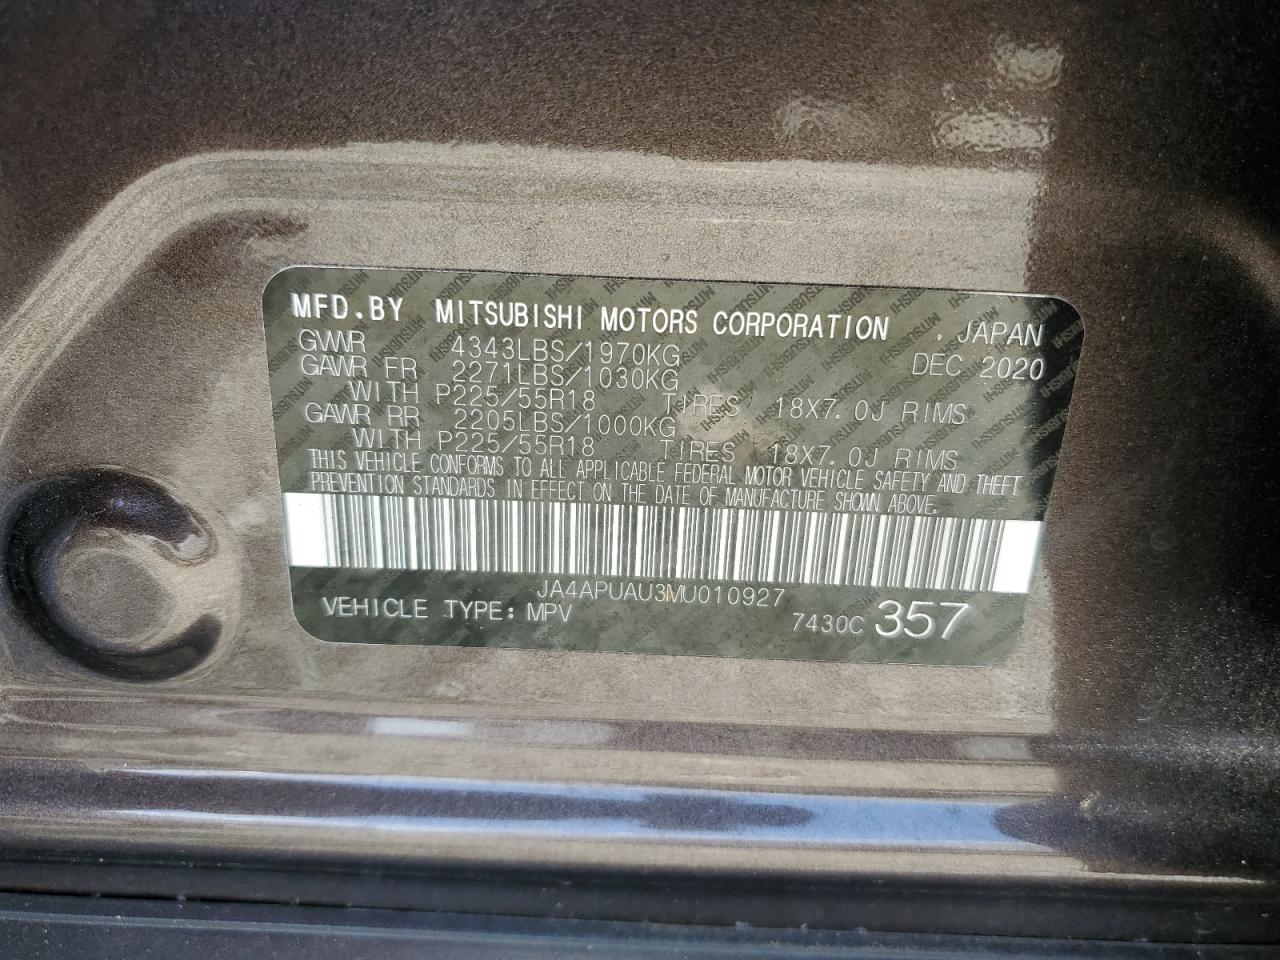 MFD.BY MITSUBISHI MOTORS CORPORATION , JAPAN
GVWR 4343LBS/1970KG DEC 2020
GAWR FR 2271LBS/1030KG
WITH P225/55R18 TIRES 18X7.0J RIMS
GAWR RR 2205LBS/1000KG
WITH P225/55R18 TIRES 18X7.0J RIMS
THIS VEHICLE CONFORMS TO ALL APPLICABLE FEDERAL MOTOR VEHICLE SAFETY AND THEFT
PREVENTION STANDARDS IN EFFECT ON THE DATE OF MANUFACTURE SHOWN ABOVE.
JA4APUAU3MU010927
VEHICLE TYPE: MPV 7430C 357